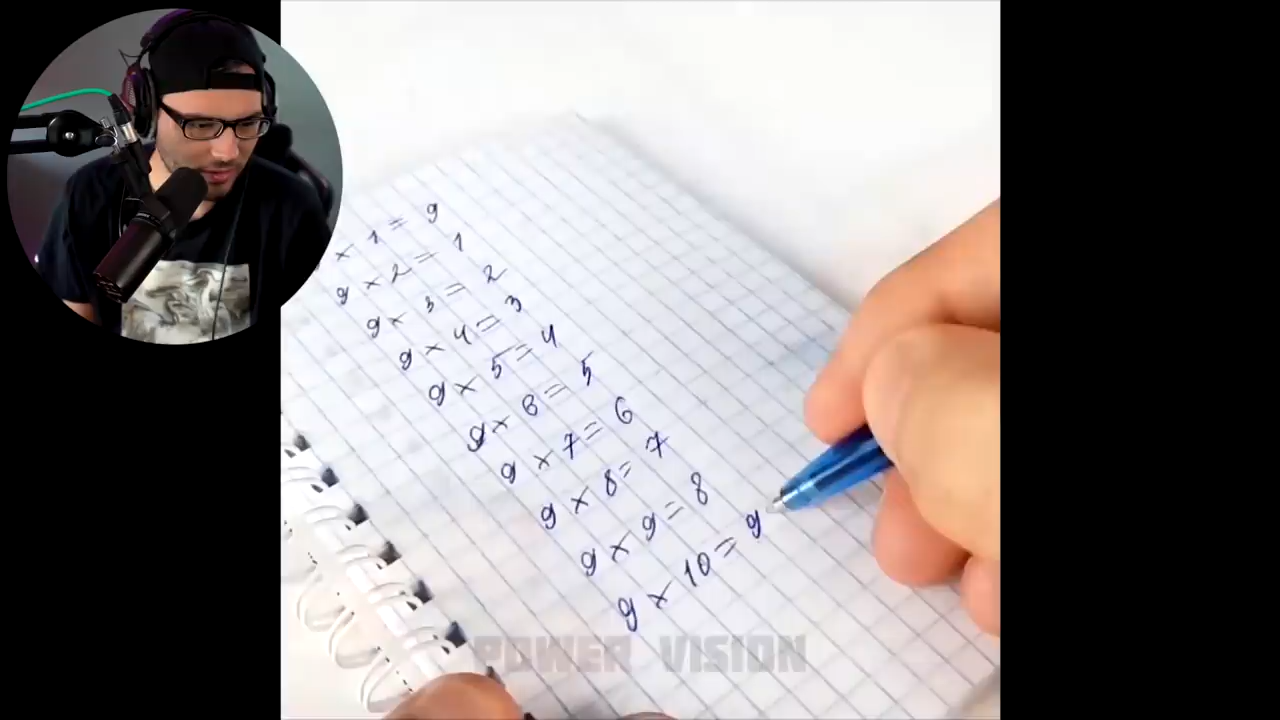 × 1 = 9
9 × 2 = 1
9 × 3 = 2
9 × 4 = 3
9 × 5 = 4
9 × 6 = 5
9 × 7 = 6
9 × 8 = 7
9 × 9 = 8
9 × 10 = 9
POWER VISION